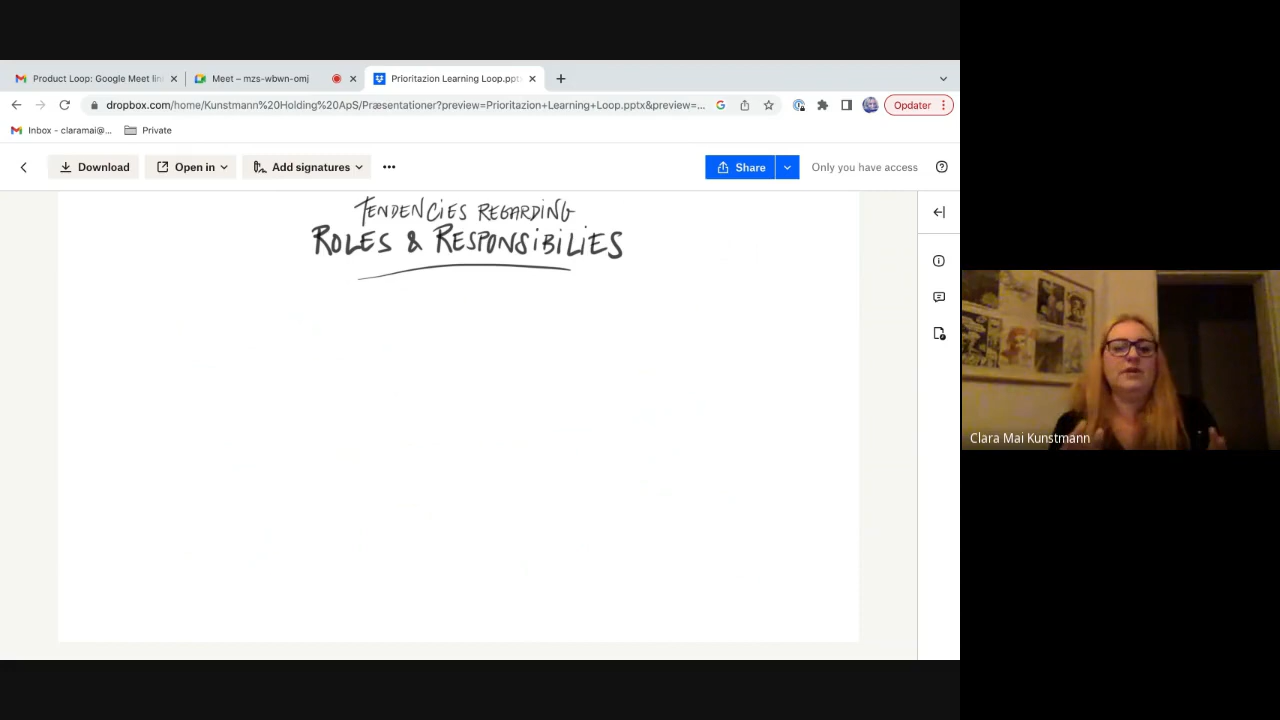 Product Loop: Google Meet lin
Meet – mzs-wbwn-omj
Prioritazion Learning Loop.ppt
dropbox.com/home/Kunstmann%20Holding%20ApS/Præsentationer?preview=Prioritazion+Learning+Loop.pptx&preview=...
Opdater
Inbox - claramai@...
Private
Download
Open in
Add signatures
Share
Only you have access
TENDENCIES REGARDING
ROLES & RESPONSIBILIES
Clara Mai Kunstmann